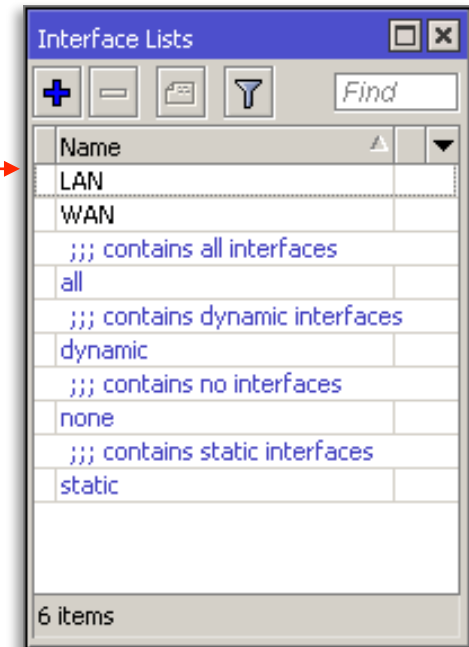 Interface Lists
Find
Name
LAN
WAN
;;; contains all interfaces
all
;;; contains dynamic interfaces
dynamic
;;; contains no interfaces
none
;;; contains static interfaces
static
6 items